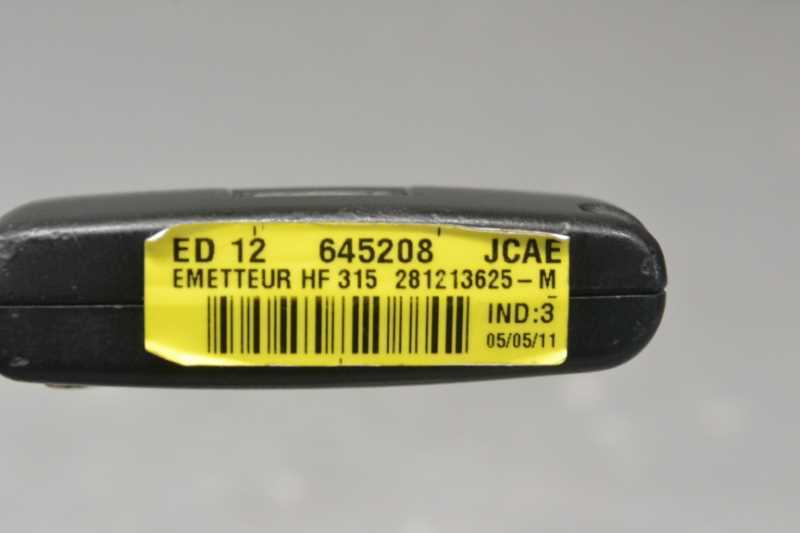 ED 12 645208 JCAE
EMETTEUR HF 315 281213625-M
IND:3
05/05/11